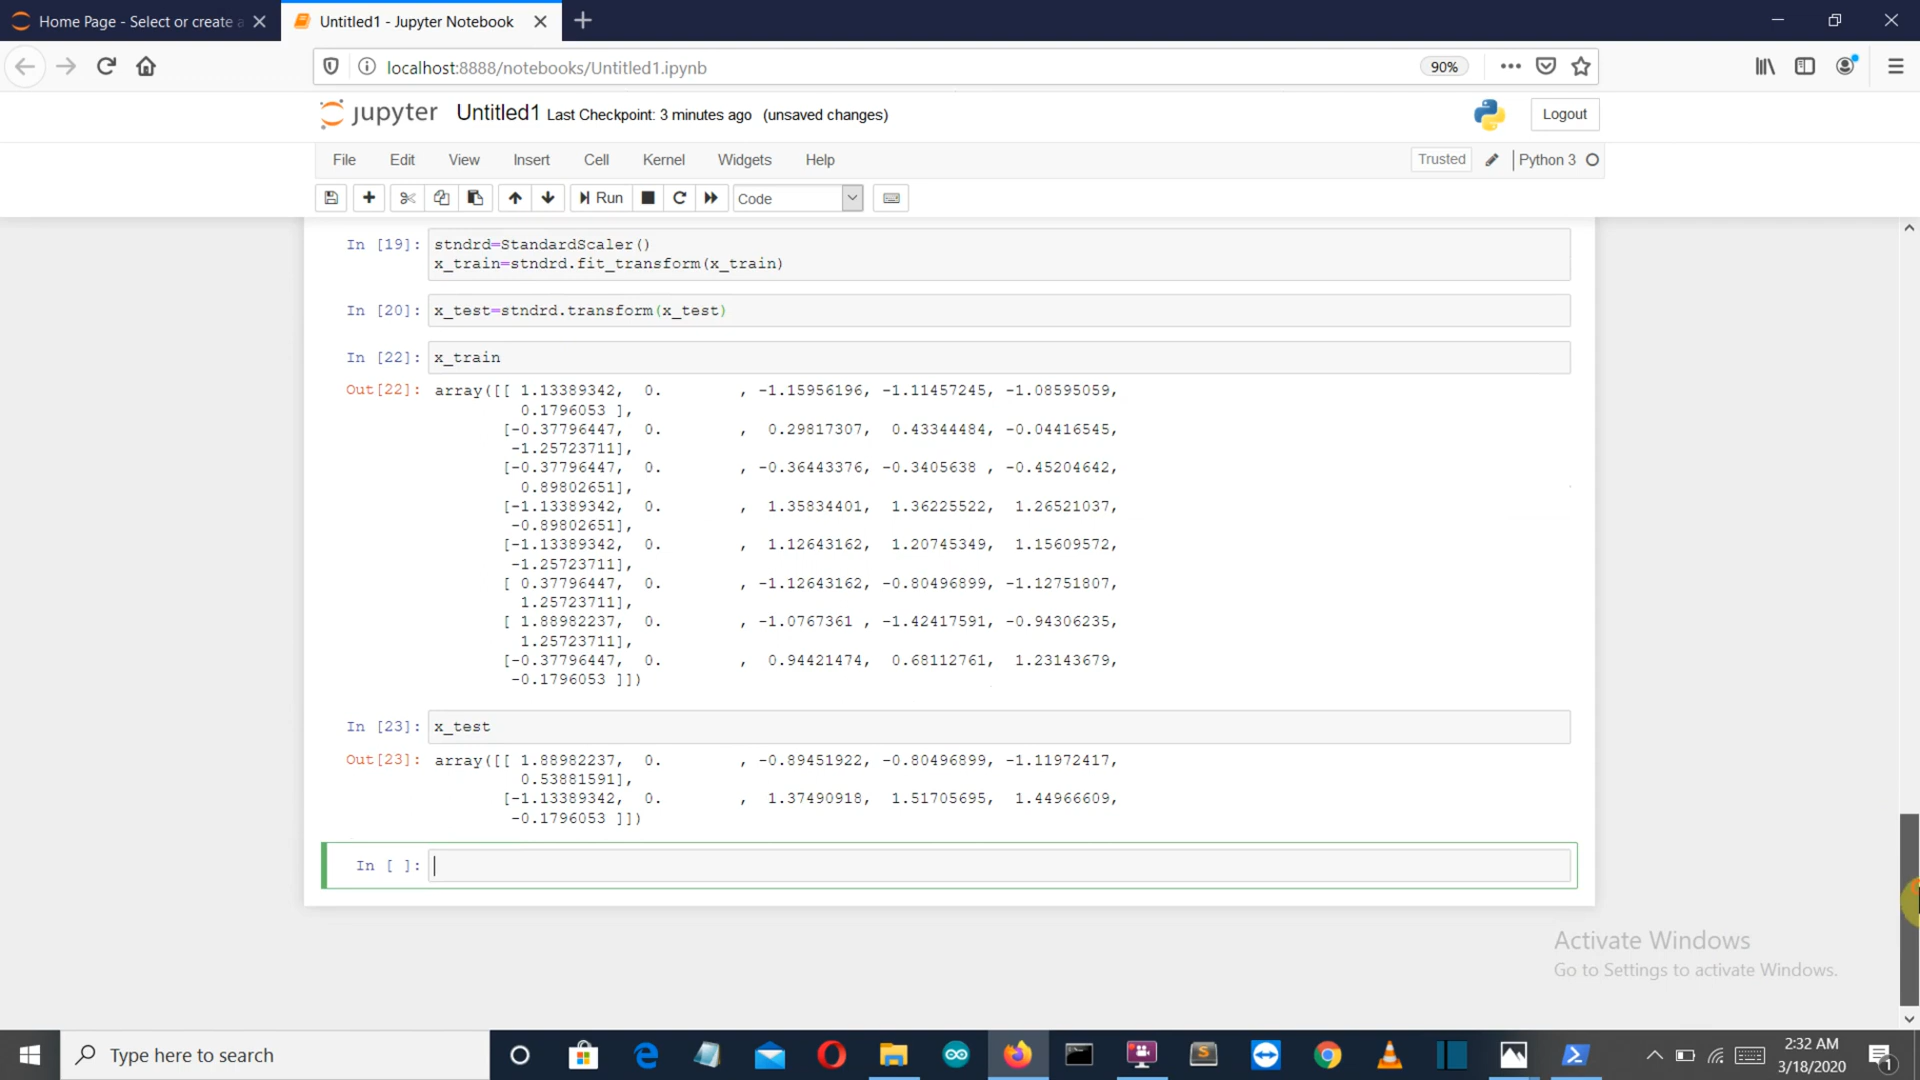 Home Page - Select or create a
Untitled1 - Jupyter Notebook
localhost:8888/notebooks/Untitled1.ipynb
90%
jupyter Untitled1 Last Checkpoint: 3 minutes ago (unsaved changes)
Logout
File Edit View Insert Cell Kernel Widgets Help
Trusted Python 3
Run Code
In [19]: stndrd=StandardScaler()
x_train=stndrd.fit_transform(x_train)
In [20]: x_test=stndrd.transform(x_test)
In [22]: x_train
Out[22]: array([[ 1.13389342, 0. , -1.15956196, -1.11457245, -1.08595059,
0.1796053 ],
[-0.37796447, 0. , 0.29817307, 0.43344484, -0.04416545,
-1.25723711],
[-0.37796447, 0. , -0.36443376, -0.3405638 , -0.45204642,
0.89802651],
[-1.13389342, 0. , 1.35834401, 1.36225522, 1.26521037,
-0.89802651],
[-1.13389342, 0. , 1.12643162, 1.20745349, 1.15609572,
-1.25723711],
[ 0.37796447, 0. , -1.12643162, -0.80496899, -1.12751807,
1.25723711],
[ 1.88982237, 0. , -1.0767361 , -1.42417591, -0.94306235,
1.25723711],
[-0.37796447, 0. , 0.94421474, 0.68112761, 1.23143679,
-0.1796053 ]])
In [23]: x_test
Out[23]: array([[ 1.88982237, 0. , -0.89451922, -0.80496899, -1.11972417,
0.53881591],
[-1.13389342, 0. , 1.37490918, 1.51705695, 1.44966609,
-0.1796053 ]])
In [ ]:
Activate Windows
Go to Settings to activate Windows.
Type here to search
2:32 AM
3/18/2020
1